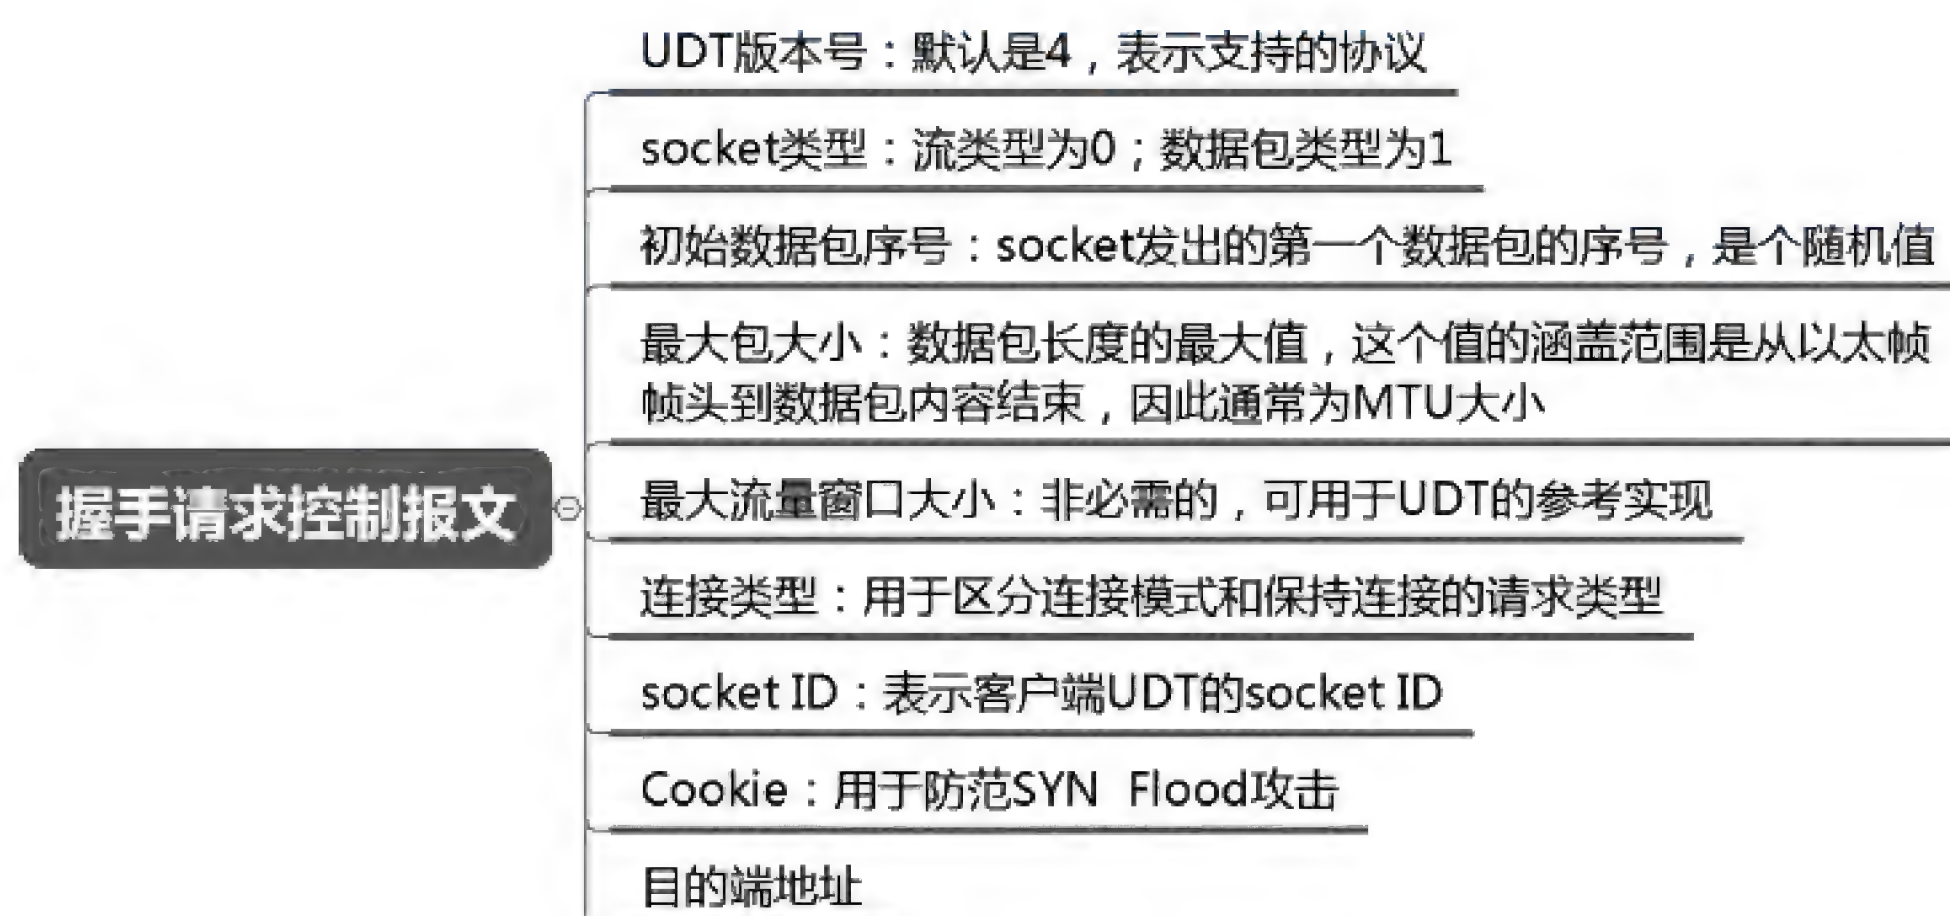 UDT版本号：默认是4，表示支持的协议
socket类型：流类型为0；数据包类型为1
初始数据包序号：socket发出的第一个数据包的序号，是个随机值
最大包大小：数据包长度的最大值，这个值的涵盖范围是从以太帧
帧头到数据包内容结束，因此通常为MTU大小
握手请求控制报文
最大流量窗口大小：非必需的，可用于UDT的参考实现
连接类型：用于区分连接模式和保持连接的请求类型
socket ID：表示客户端UDT的socket ID
Cookie：用于防范SYN Flood攻击
目的端地址